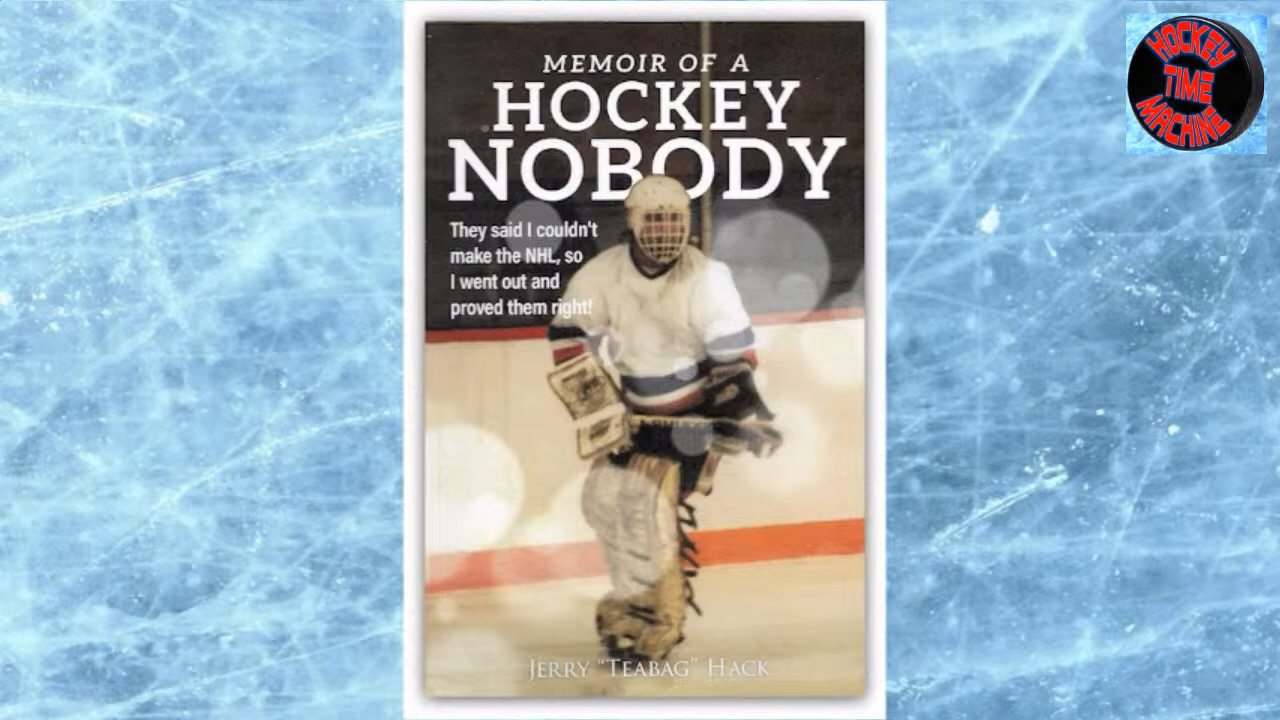 MEMOIR OF A
HOCKEY
NOBODY
They said I couldn't
make the NHL, so
I went out and
proved them right!
JERRY "TEABAG" HACK
HOCKEY
TIME
MACHINE